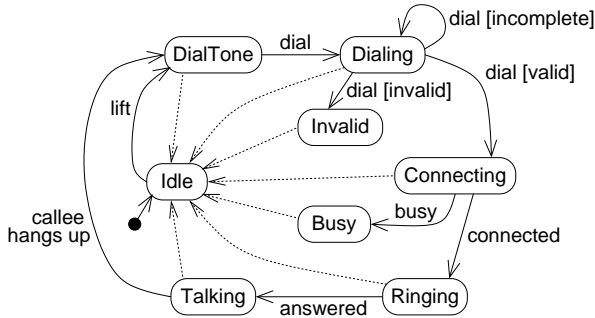 dial [incomplete]
DialTone
dial
Dialing
dial [valid]
dial [invalid]
lift
Invalid
Idle
Connecting
callee
hangs up
Busy
busy
connected
Talking
answered
Ringing